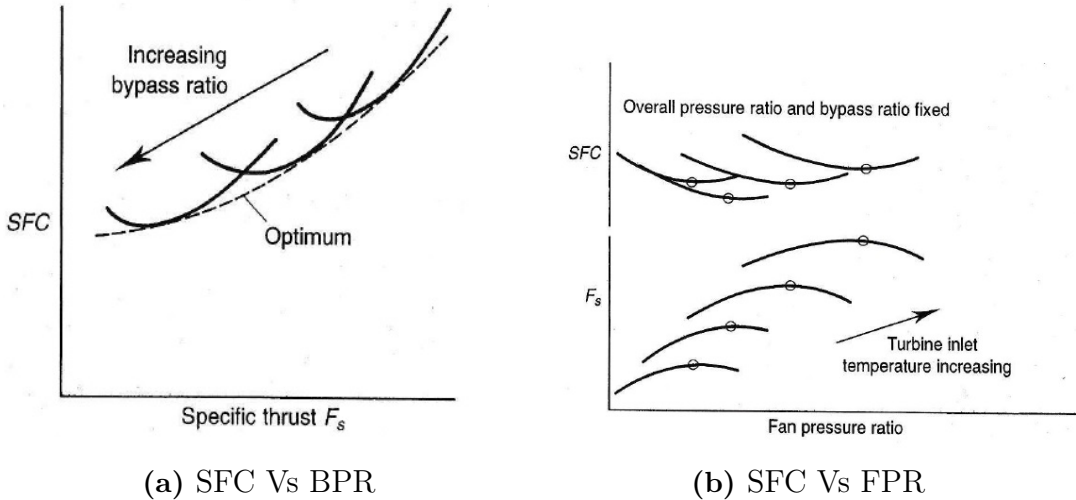 Increasing
bypass ratio
SFC
Optimum
Specific thrust Fs
(a) SFC Vs BPR
Overall pressure ratio and bypass ratio fixed
SFC
Fs
Turbine inlet
temperature increasing
Fan pressure ratio
(b) SFC Vs FPR